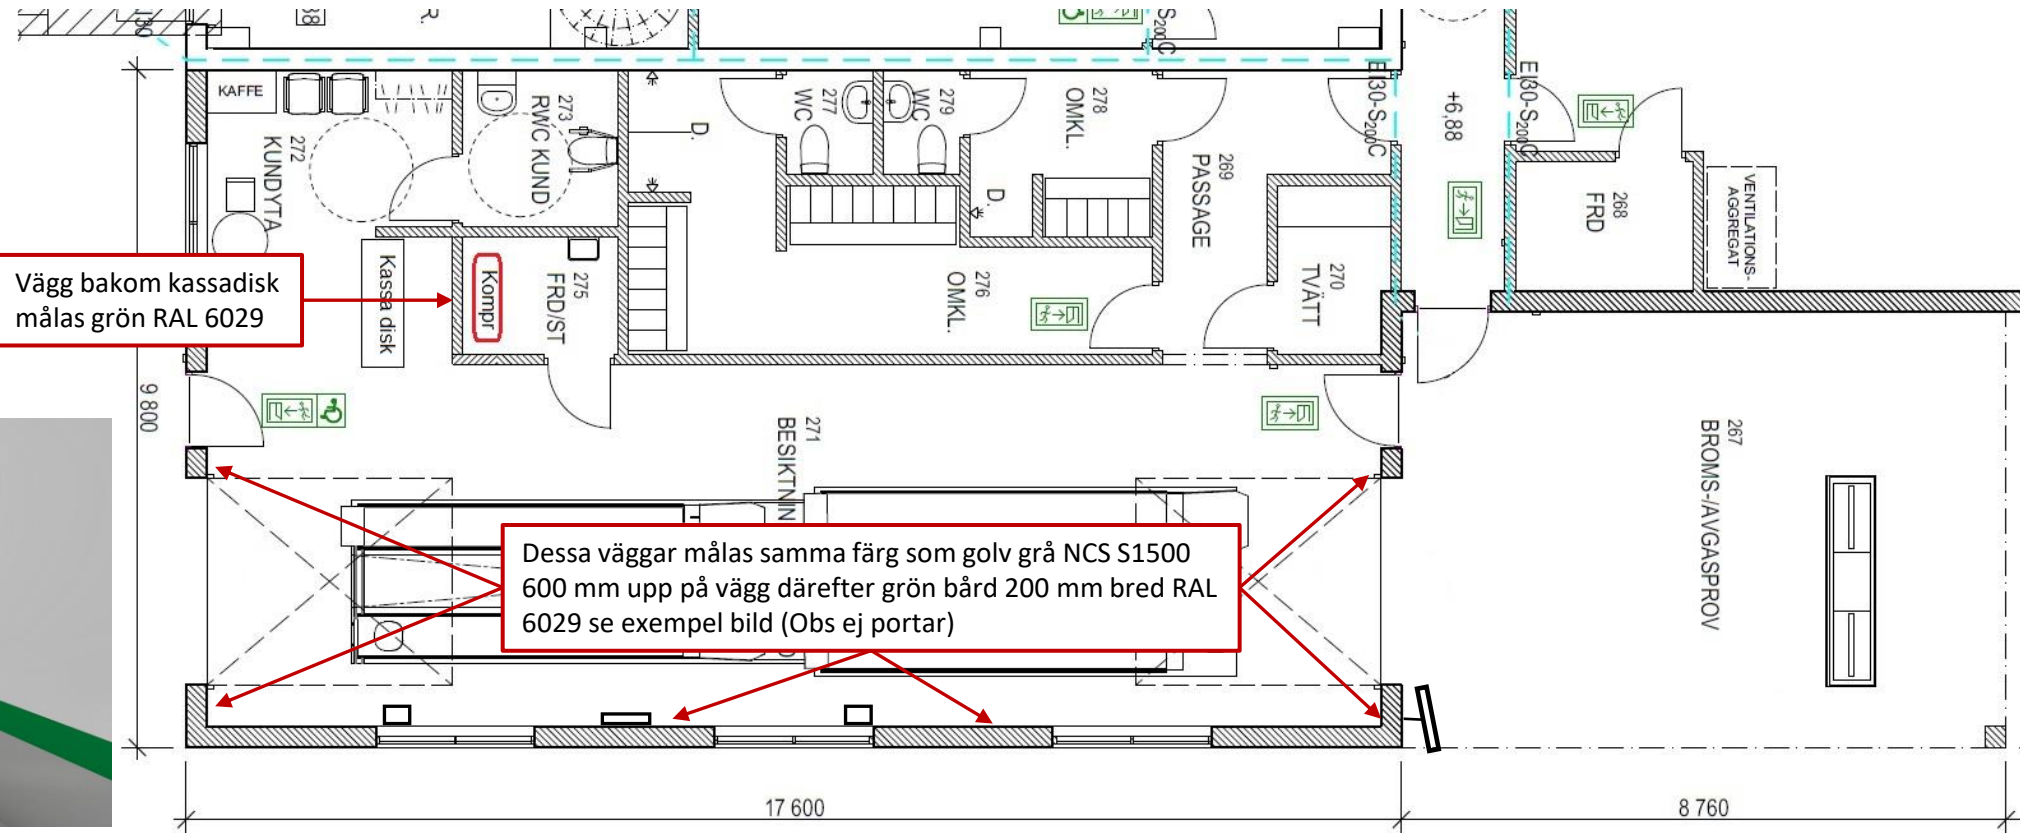 KAFFE
272
KUNDYTA
273
RWC KUND
D.
277
WC
279
WC
278
OMKL.
D.
269
PASSAGE
EI30-S200C
+6,88
EI30-S200C
268
FRD
VENTILATIONS-
AGGREGAT
Vägg bakom kassadisk
målas grön RAL 6029
Kassa disk
Kompr
275
FRD/ST
276
OMKL.
270
TVÄTT
9 800
271
BESIKTNIN
267
BROMS-/AVGASPROV
Dessa väggar målas samma färg som golv grå NCS S1500
600 mm upp på vägg därefter grön bård 200 mm bred RAL
6029 se exempel bild (Obs ej portar)
17 600
8 760